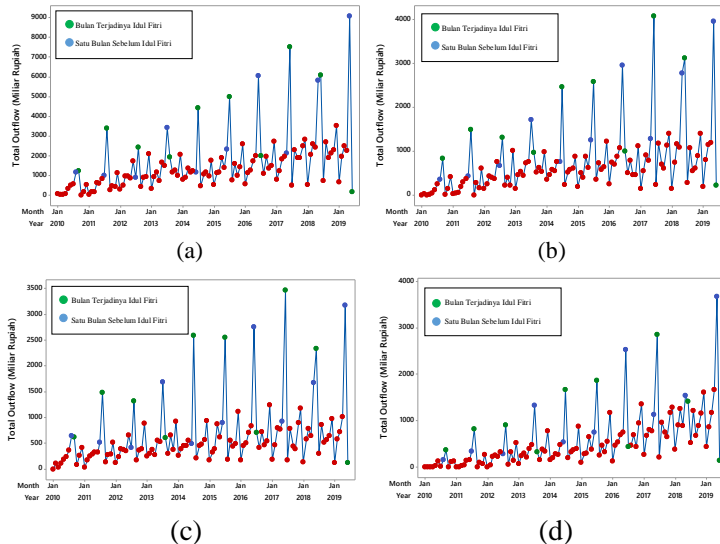 9000
8000
7000
6000
5000
4000
3000
2000
1000
0
Total Outflow (Miliar Rupiah)
Bulan Terjadinya Idul Fitri
Satu Bulan Sebelum Idul Fitri
Month Jan Jan Jan Jan Jan Jan Jan Jan Jan Jan
Year 2010 2011 2012 2013 2014 2015 2016 2017 2018 2019
(a)
4000
3000
2000
1000
0
Total Outflow (Miliar Rupiah)
Bulan Terjadinya Idul Fitri
Satu Bulan Sebelum Idul Fitri
Month Jan Jan Jan Jan Jan Jan Jan Jan Jan Jan
Year 2010 2011 2012 2013 2014 2015 2016 2017 2018 2019
(b)
3500
3000
2500
2000
1500
1000
500
0
Total Outflow (Miliar Rupiah)
Bulan Terjadinya Idul Fitri
Satu Bulan Sebelum Idul Fitri
Month Jan Jan Jan Jan Jan Jan Jan Jan Jan Jan
Year 2010 2011 2012 2013 2014 2015 2016 2017 2018 2019
(c)
4000
3000
2000
1000
0
Total Outflow (Miliar Rupiah)
Bulan Terjadinya Idul Fitri
Satu Bulan Sebelum Idul Fitri
Month Jan Jan Jan Jan Jan Jan Jan Jan Jan Jan
Year 2010 2011 2012 2013 2014 2015 2016 2017 2018 2019
(d)